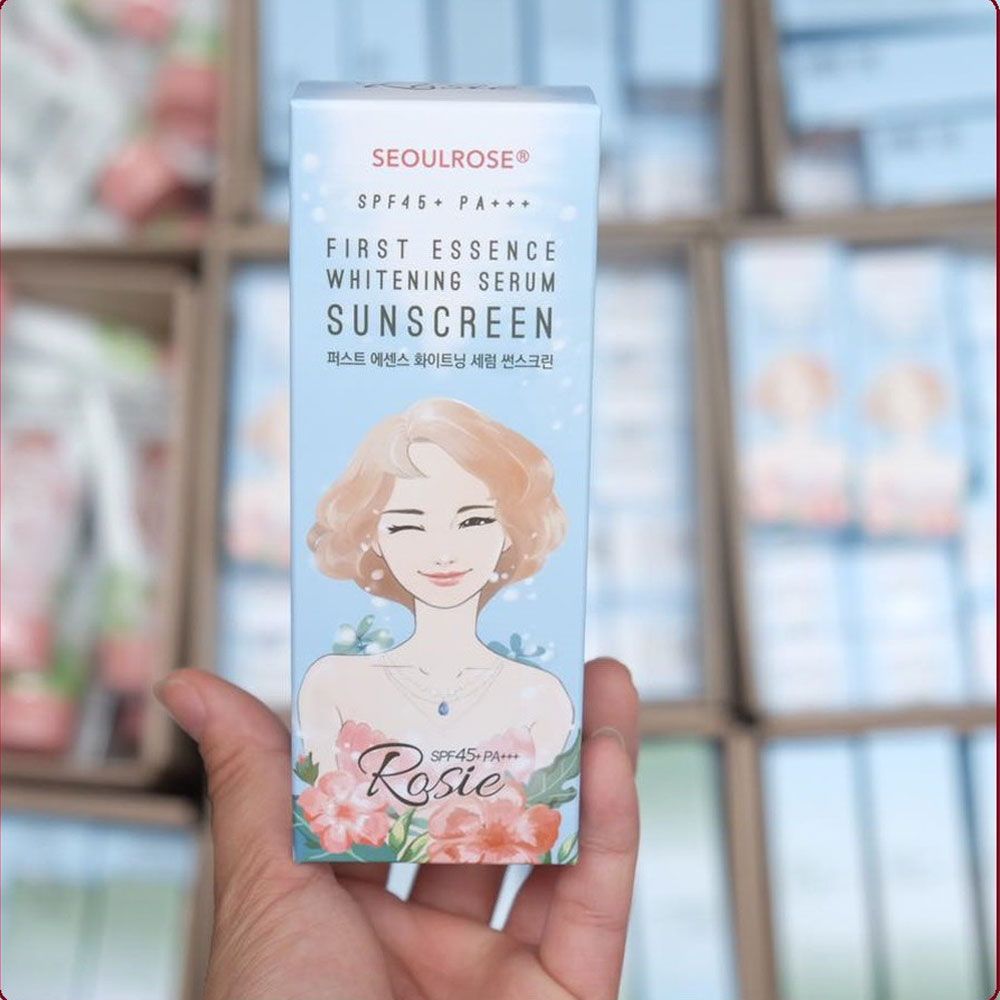 Rosie
SEOULROSE®
SPF45+ PA+++
FIRST ESSENCE
WHITENING SERUM
SUNSCREEN
퍼스트 에센스 화이트닝 세럼 썬스크린
SPF45+PA+++
Rosie